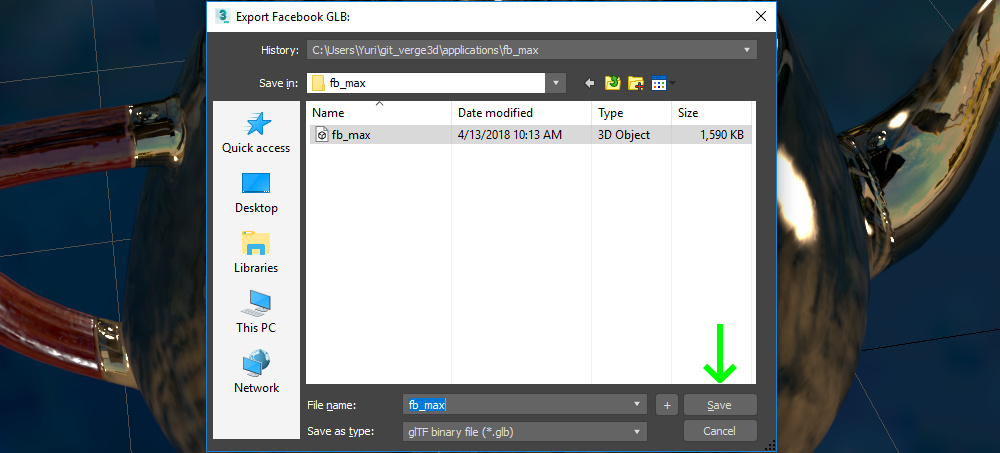 Export Facebook GLB:
History: C:\Users\Yuri\git_verge3d\applications\fb_max
Save in: fb_max
Name Date modified Type Size
fb_max 4/13/2018 10:13 AM 3D Object 1,590 KB
Quick access
Desktop
Libraries
This PC
Network
File name: fb_max + Save
Save as type: glTF binary file (*.glb) Cancel